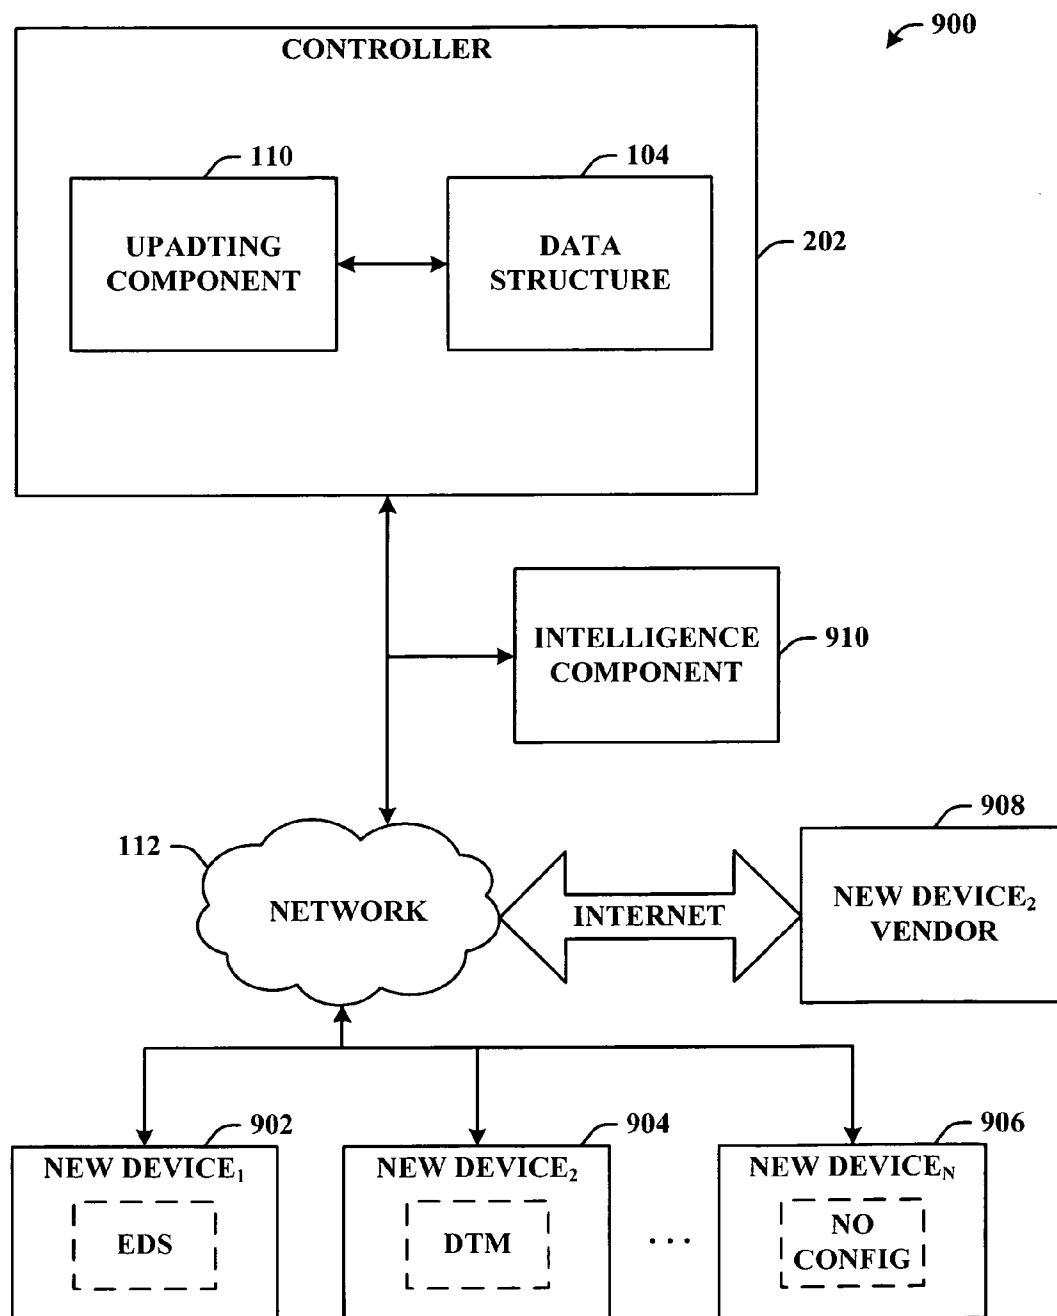 900
CONTROLLER
110
104
UPADTING
COMPONENT
DATA
STRUCTURE
202
INTELLIGENCE
COMPONENT
910
908
112
NETWORK
INTERNET
NEW DEVICE₂
VENDOR
902
904
906
NEW DEVICE₁
NEW DEVICE₂
NEW DEVICE_N
EDS
DTM
. . .
NO
CONFIG